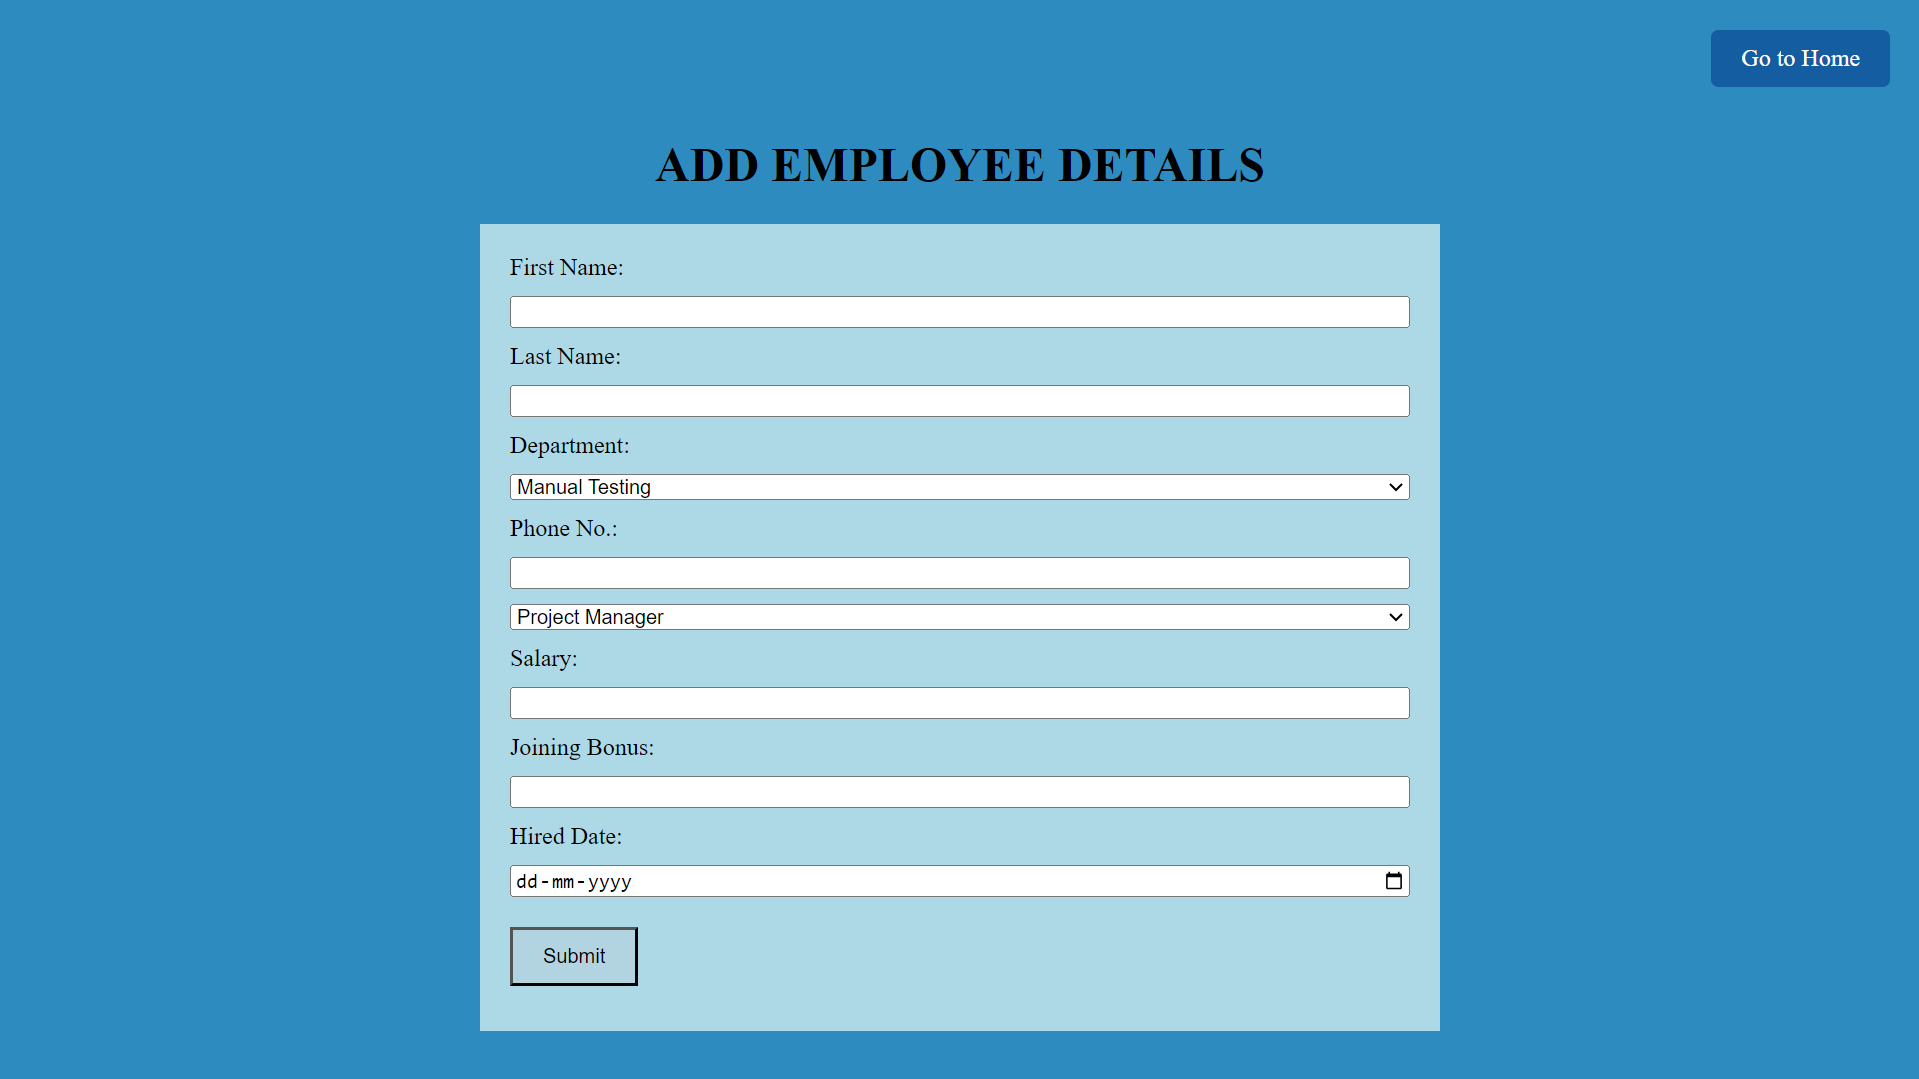 Go to Home
ADD EMPLOYEE DETAILS
First Name:
Last Name:
Department:
Manual Testing
Phone No.:
Project Manager
Salary:
Joining Bonus:
Hired Date:
dd-mm-yyyy
Submit